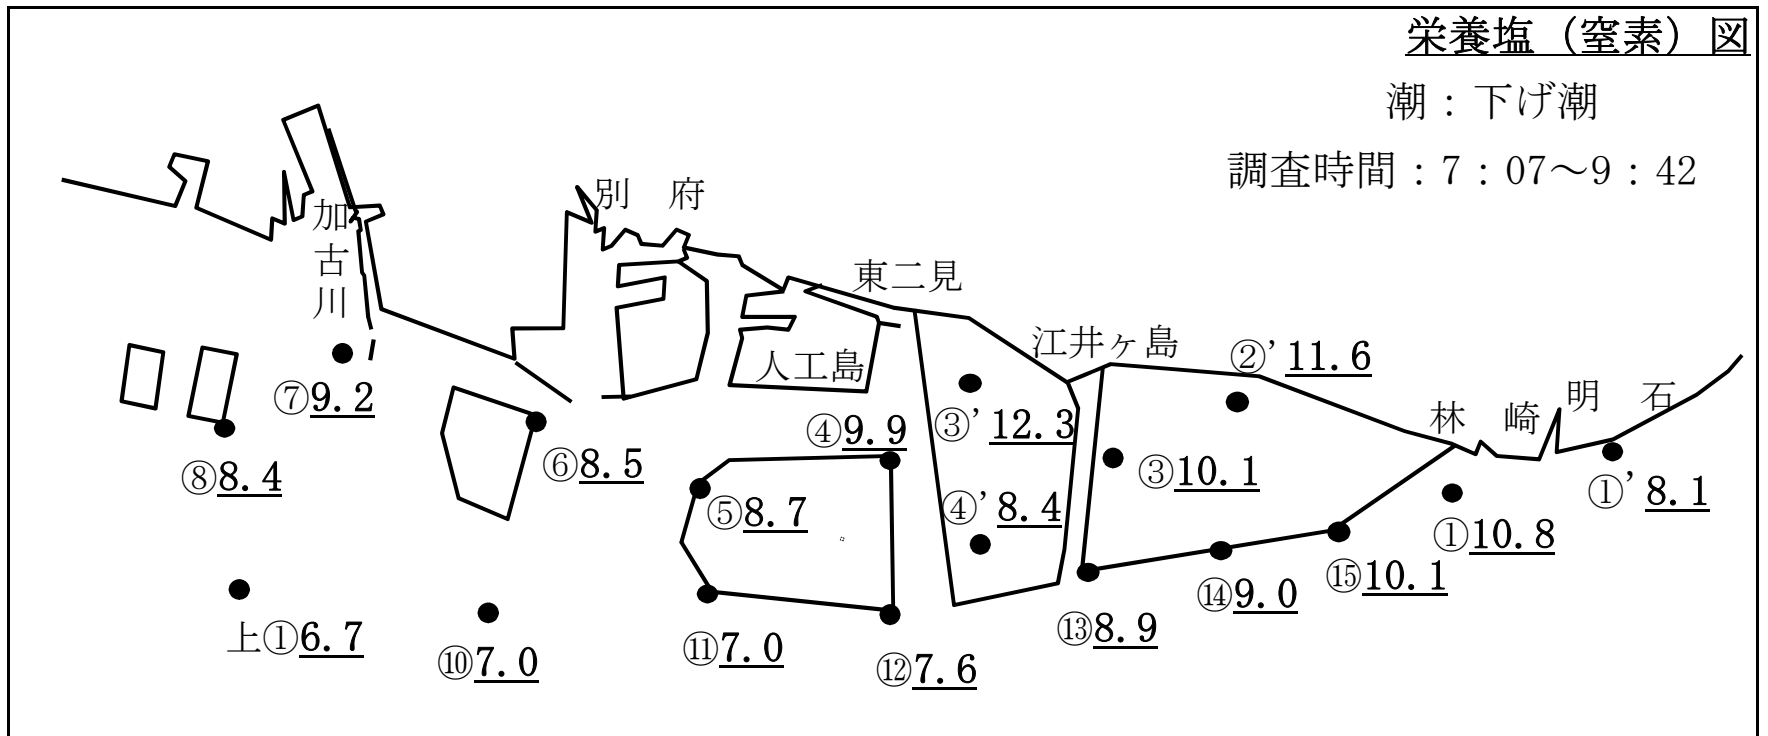 栄養塩（窒素）図
潮：下げ潮
調査時間：7：07～9：42
別　府
加古川
東二見
江井ヶ島
人工島
林　崎
明　石
②’11.6
⑦9.2
④9.9
③’12.3
⑧8.4
⑥8.5
③10.1
①’8.1
⑤8.7
④’8.4
①10.8
⑮10.1
⑭9.0
上①6.7
⑬8.9
⑩7.0
⑪7.0
⑫7.6